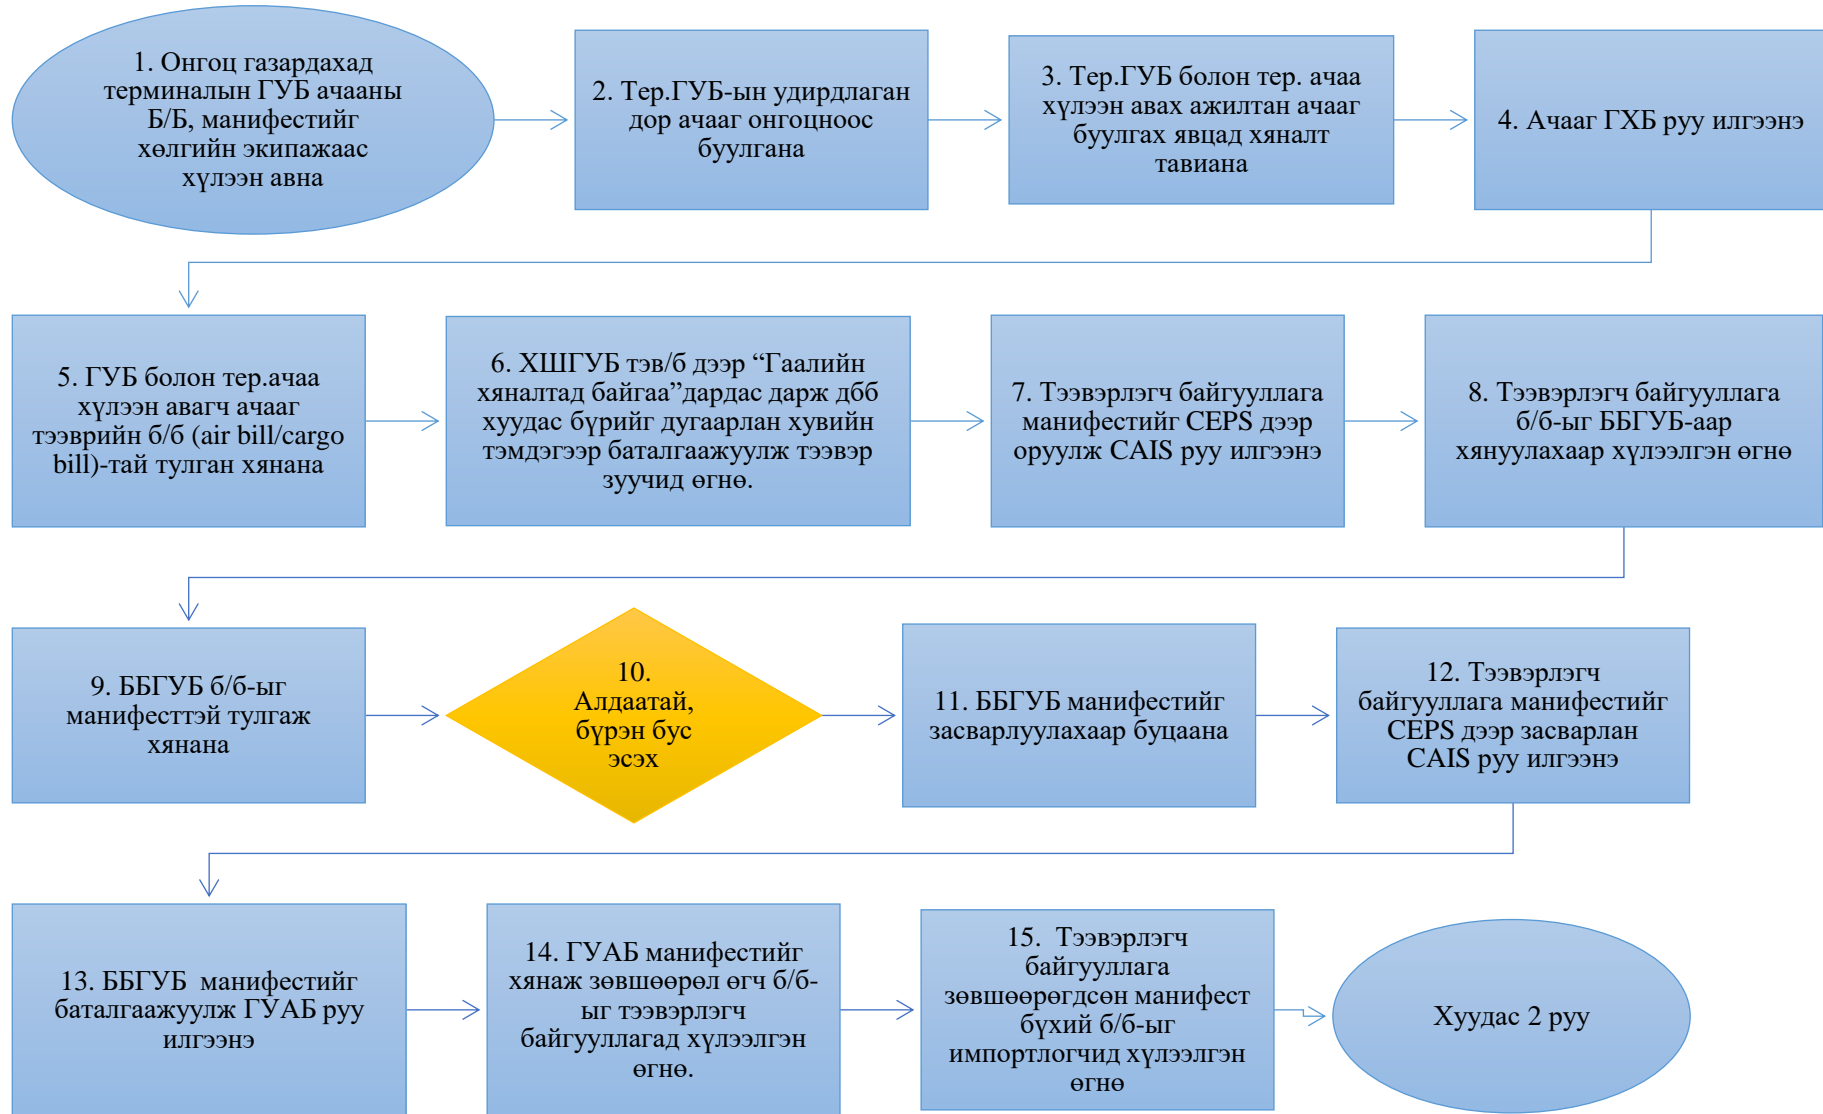 1. Онгоц газардахад
терминалын ГУБ ачааны
Б/Б, манифестийг
хөлгийн экипажаас
хүлээн авна
2. Тер.ГУБ-ын удирдлаган
дор ачааг онгоцноос
буулгана
3. Тер.ГУБ болон тер. ачаа
хүлээн авах ажилтан ачааг
буулгах явцад хяналт
тавиана
4. Ачааг ГХБ руу илгээнэ
5. ГУБ болон тер.ачаа
хүлээн авагч ачааг
тээврийн б/б (air bill/cargo
bill)-тай тулган хянана
6. ХШГУБ тэв/б дээр “Гаалийн
хяналтад байгаа”дардас дарж дбб
хуудас бүрийг дугаарлан хувийн
тэмдэгээр баталгаажуулж тээвэр
зуучид өгнө.
7. Тээвэрлэгч байгууллага
манифестийг CEPS дээр
оруулж CAIS руу илгээнэ
8. Тээвэрлэгч байгууллага
б/б-ыг ББГУБ-аар
хянуулахаар хүлээлгэн өгнө
9. ББГУБ б/б-ыг
манифесттэй тулгаж
хянана
10.
Алдаатай,
бүрэн бус
эсэх
11. ББГУБ манифестийг
засварлуулахаар буцаана
12. Тээвэрлэгч
байгууллага манифестийг
CEPS дээр засварлан
CAIS руу илгээнэ
13. ББГУБ  манифестийг
баталгаажуулж ГУАБ руу
илгээнэ
14. ГУАБ манифестийг
хянаж зөвшөөрөл өгч б/б-
ыг тээвэрлэгч
байгууллагад хүлээлгэн
өгнө.
15.  Тээвэрлэгч
байгууллага
зөвшөөрөгдсөн манифест
бүхий б/б-ыг
импортлогчид хүлээлгэн
өгнө
Хуудас 2 руу